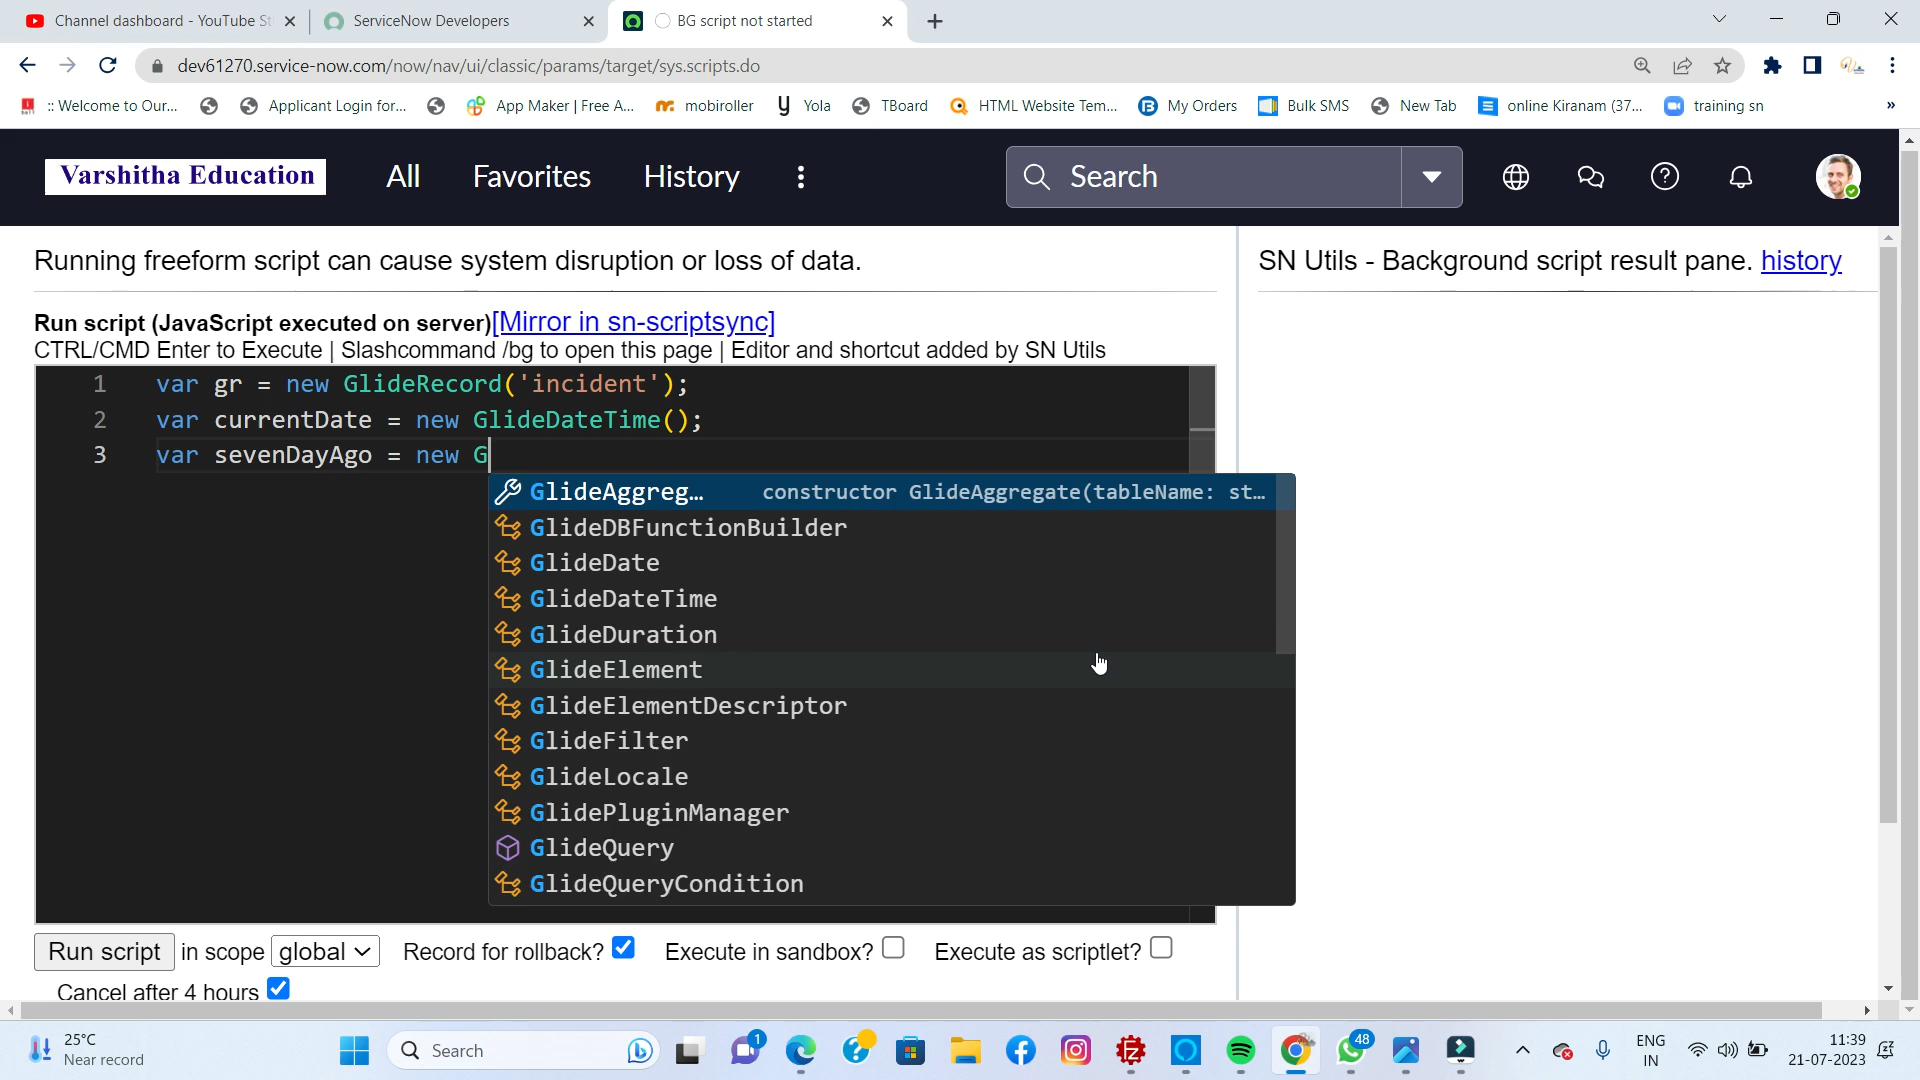 Channel dashboard - YouTube St
ServiceNow Developers
BG script not started
dev61270.service-now.com/now/nav/ui/classic/params/target/sys.scripts.do
:: Welcome to Our...
Applicant Login for...
App Maker | Free A...
mobiroller
Yola
TBoard
HTML Website Tem...
My Orders
Bulk SMS
New Tab
online Kiranam (37...
training sn
»
Varshitha Education
All
Favorites
History
Search
Running freeform script can cause system disruption or loss of data.
SN Utils - Background script result pane. history
Run script (JavaScript executed on server)[Mirror in sn-scriptsync]
CTRL/CMD Enter to Execute | Slashcommand /bg to open this page | Editor and shortcut added by SN Utils
1 var gr = new GlideRecord('incident');
2 var currentDate = new GlideDateTime();
3 var sevenDayAgo = new G
GlideAggreg… constructor GlideAggregate(tableName: st…
GlideDBFunctionBuilder
GlideDate
GlideDateTime
GlideDuration
GlideElement
GlideElementDescriptor
GlideFilter
GlideLocale
GlidePluginManager
GlideQuery
GlideQueryCondition
Run script in scope global Record for rollback? Execute in sandbox? Execute as scriptlet?
Cancel after 4 hours
25°C
Near record
Search
1
48
ENG
IN
11:39
21-07-2023